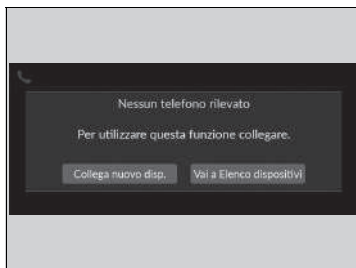 Nessun telefono rilevato
Per utilizzare questa funzione collegare.
Collega nuovo disp. Vai a Elenco dispositivi